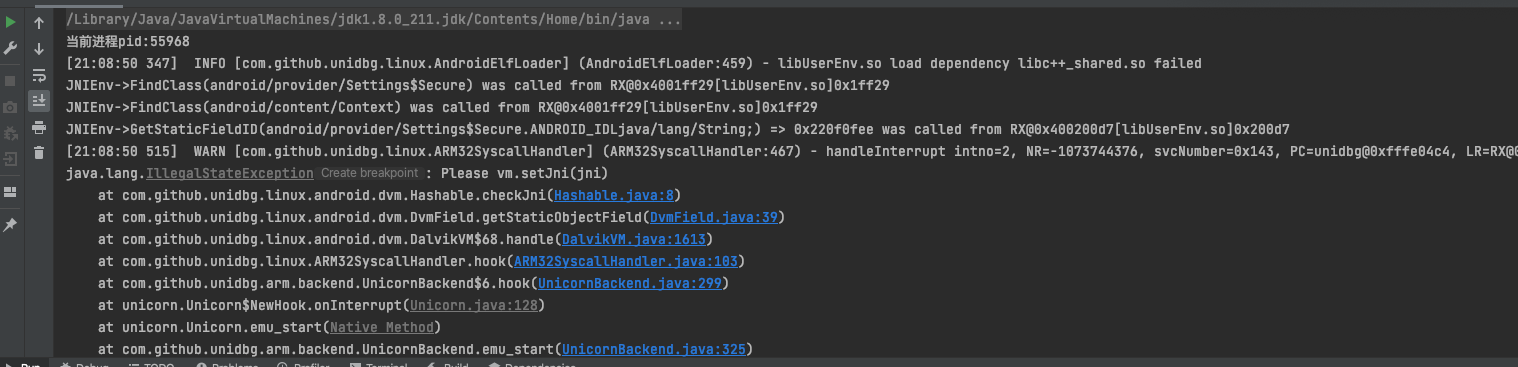 /Library/Java/JavaVirtualMachines/jdk1.8.0_211.jdk/Contents/Home/bin/java ...
当前进程pid:55968
[21:08:50 347]  INFO [com.github.unidbg.linux.AndroidElfLoader] (AndroidElfLoader:459) - libUserEnv.so load dependency libc++_shared.so failed
JNIEnv->FindClass(android/provider/Settings$Secure) was called from RX@0x4001ff29[libUserEnv.so]0x1ff29
JNIEnv->FindClass(android/content/Context) was called from RX@0x4001ff29[libUserEnv.so]0x1ff29
JNIEnv->GetStaticFieldID(android/provider/Settings$Secure.ANDROID_IDLjava/lang/String;) => 0x220f0fee was called from RX@0x400200d7[libUserEnv.so]0x200d7
[21:08:50 515]  WARN [com.github.unidbg.linux.ARM32SyscallHandler] (ARM32SyscallHandler:467) - handleInterrupt intno=2, NR=-1073744376, svcNumber=0x143, PC=unidbg@0xfffe04c4, LR=RX@0
java.lang.IllegalStateException Create breakpoint : Please vm.setJni(jni)
at com.github.unidbg.linux.android.dvm.Hashable.checkJni(Hashable.java:8)
at com.github.unidbg.linux.android.dvm.DvmField.getStaticObjectField(DvmField.java:39)
at com.github.unidbg.linux.android.dvm.DalvikVM$68.handle(DalvikVM.java:1613)
at com.github.unidbg.linux.ARM32SyscallHandler.hook(ARM32SyscallHandler.java:103)
at com.github.unidbg.arm.backend.UnicornBackend$6.hook(UnicornBackend.java:299)
at unicorn.Unicorn$NewHook.onInterrupt(Unicorn.java:128)
at unicorn.Unicorn.emu_start(Native Method)
at com.github.unidbg.arm.backend.UnicornBackend.emu_start(UnicornBackend.java:325)
Run Debug TODO Problems Profiler Terminal Build Dependencies